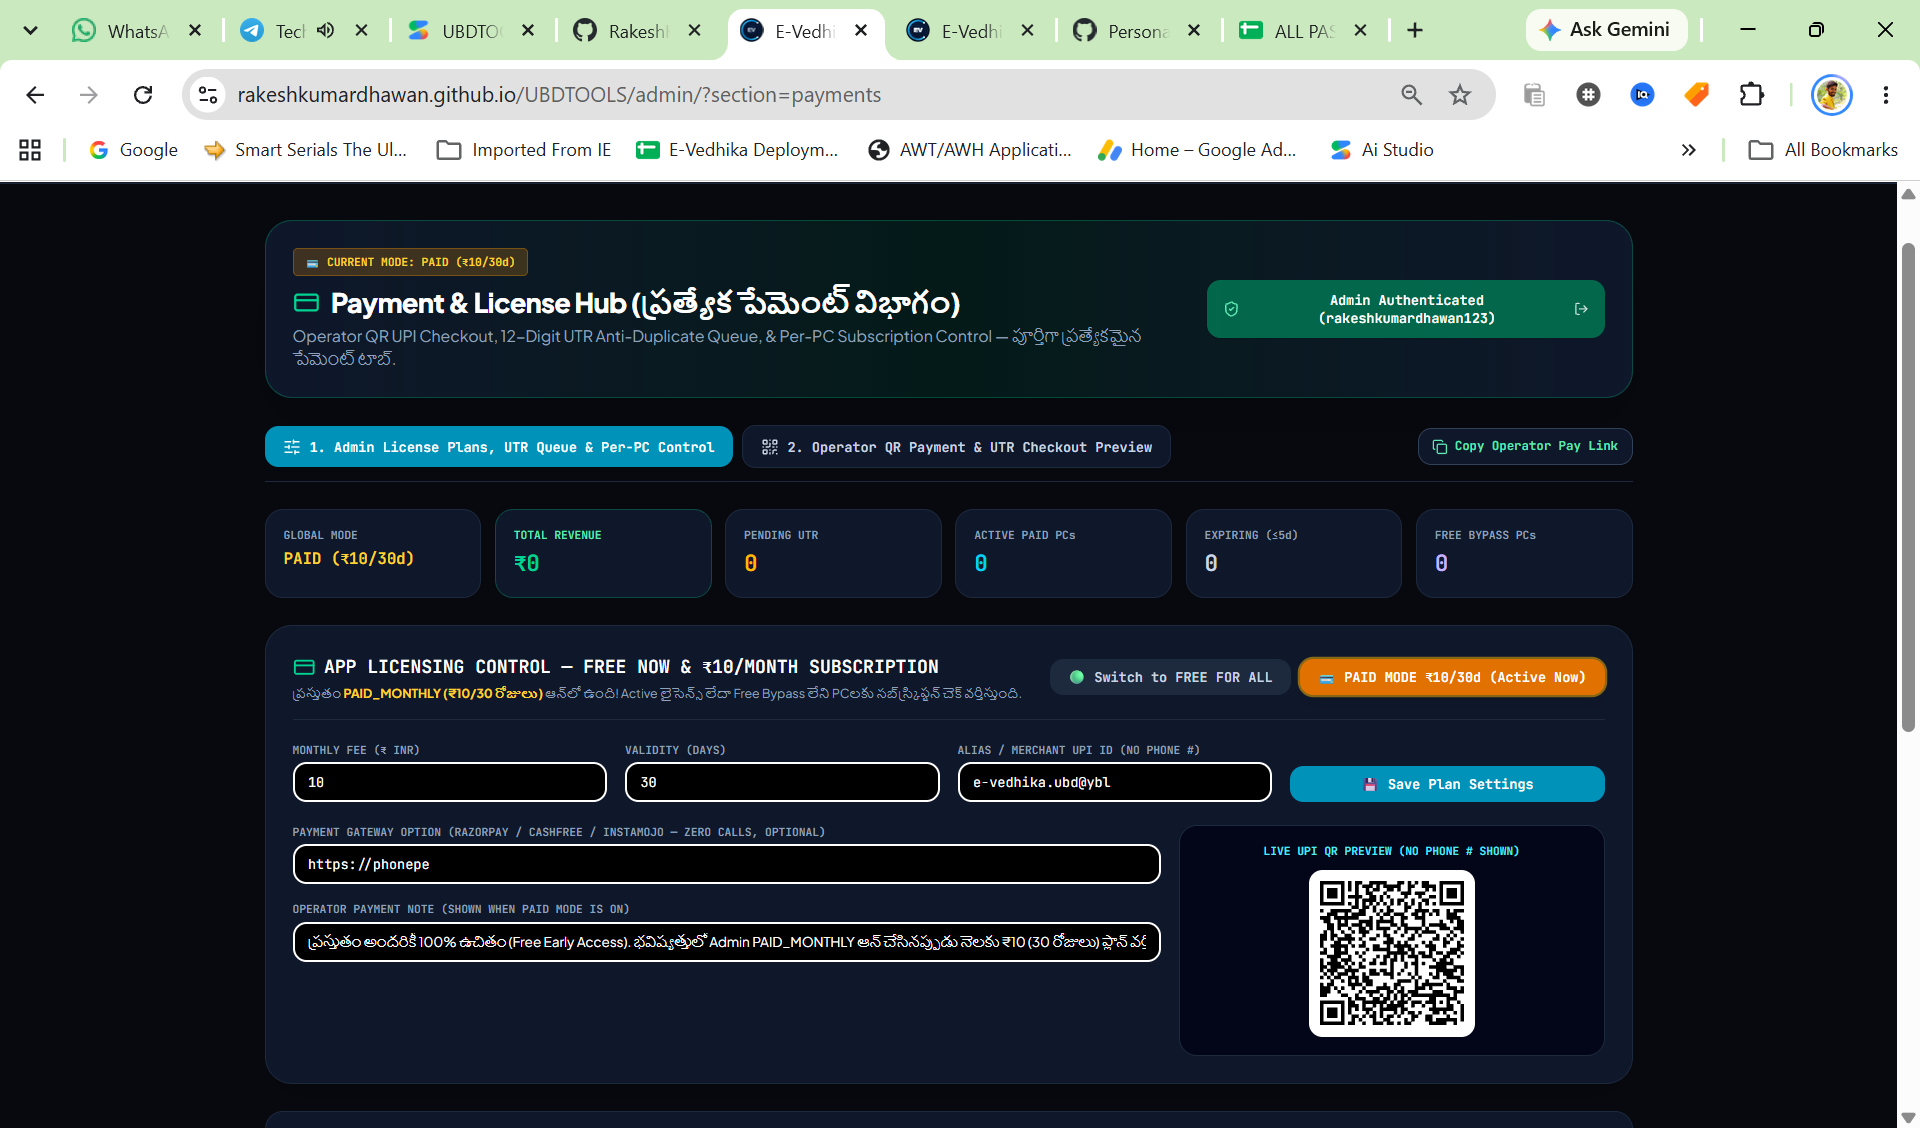 WhatsA
Tech
UBDTOO
Rakeshk
E-Vedhi
E-Vedhi
Persona
ALL PAS
Ask Gemini
rakeshkumardhawan.github.io/UBDTOOLS/admin/?section=payments
Google
Smart Serials The Ul...
Imported From IE
E-Vedhika Deploym...
AWT/AWH Applicati...
Home – Google Ad...
Ai Studio
All Bookmarks
CURRENT MODE: PAID (₹10/30d)
Payment & License Hub (ప్రత్యేక పేమెంట్ విభాగం)
Operator QR UPI Checkout, 12-Digit UTR Anti-Duplicate Queue, & Per-PC Subscription Control — పూర్తిగా ప్రత్యేకమైన
పేమెంట్ టాబ్.
Admin Authenticated
(rakeshkumardhawan123)
1. Admin License Plans, UTR Queue & Per-PC Control
2. Operator QR Payment & UTR Checkout Preview
Copy Operator Pay Link
GLOBAL MODE
PAID (₹10/30d)
TOTAL REVENUE
₹0
PENDING UTR
0
ACTIVE PAID PCs
0
EXPIRING (≤5d)
0
FREE BYPASS PCs
0
APP LICENSING CONTROL — FREE NOW & ₹10/MONTH SUBSCRIPTION
ప్రస్తుతం PAID_MONTHLY (₹10/30 రోజులు) ఆన్‌లో ఉంది! Active లైసెన్స్ లేదా Free Bypass లేని PCలకు సబ్‌స్క్రిప్షన్ చెక్ వర్తిస్తుంది.
Switch to FREE FOR ALL
PAID MODE ₹10/30d (Active Now)
MONTHLY FEE (₹ INR)
10
VALIDITY (DAYS)
30
ALIAS / MERCHANT UPI ID (NO PHONE #)
e-vedhika.ubd@ybl
Save Plan Settings
PAYMENT GATEWAY OPTION (RAZORPAY / CASHFREE / INSTAMOJO — ZERO CALLS, OPTIONAL)
https://phonepe
OPERATOR PAYMENT NOTE (SHOWN WHEN PAID MODE IS ON)
ప్రస్తుతం అందరికీ 100% ఉచితం (Free Early Access). భవిష్యత్తులో Admin PAID_MONTHLY ఆన్ చేసినప్పుడు నెలకు ₹10 (30 రోజులు) ప్లాన్
LIVE UPI QR PREVIEW (NO PHONE # SHOWN)